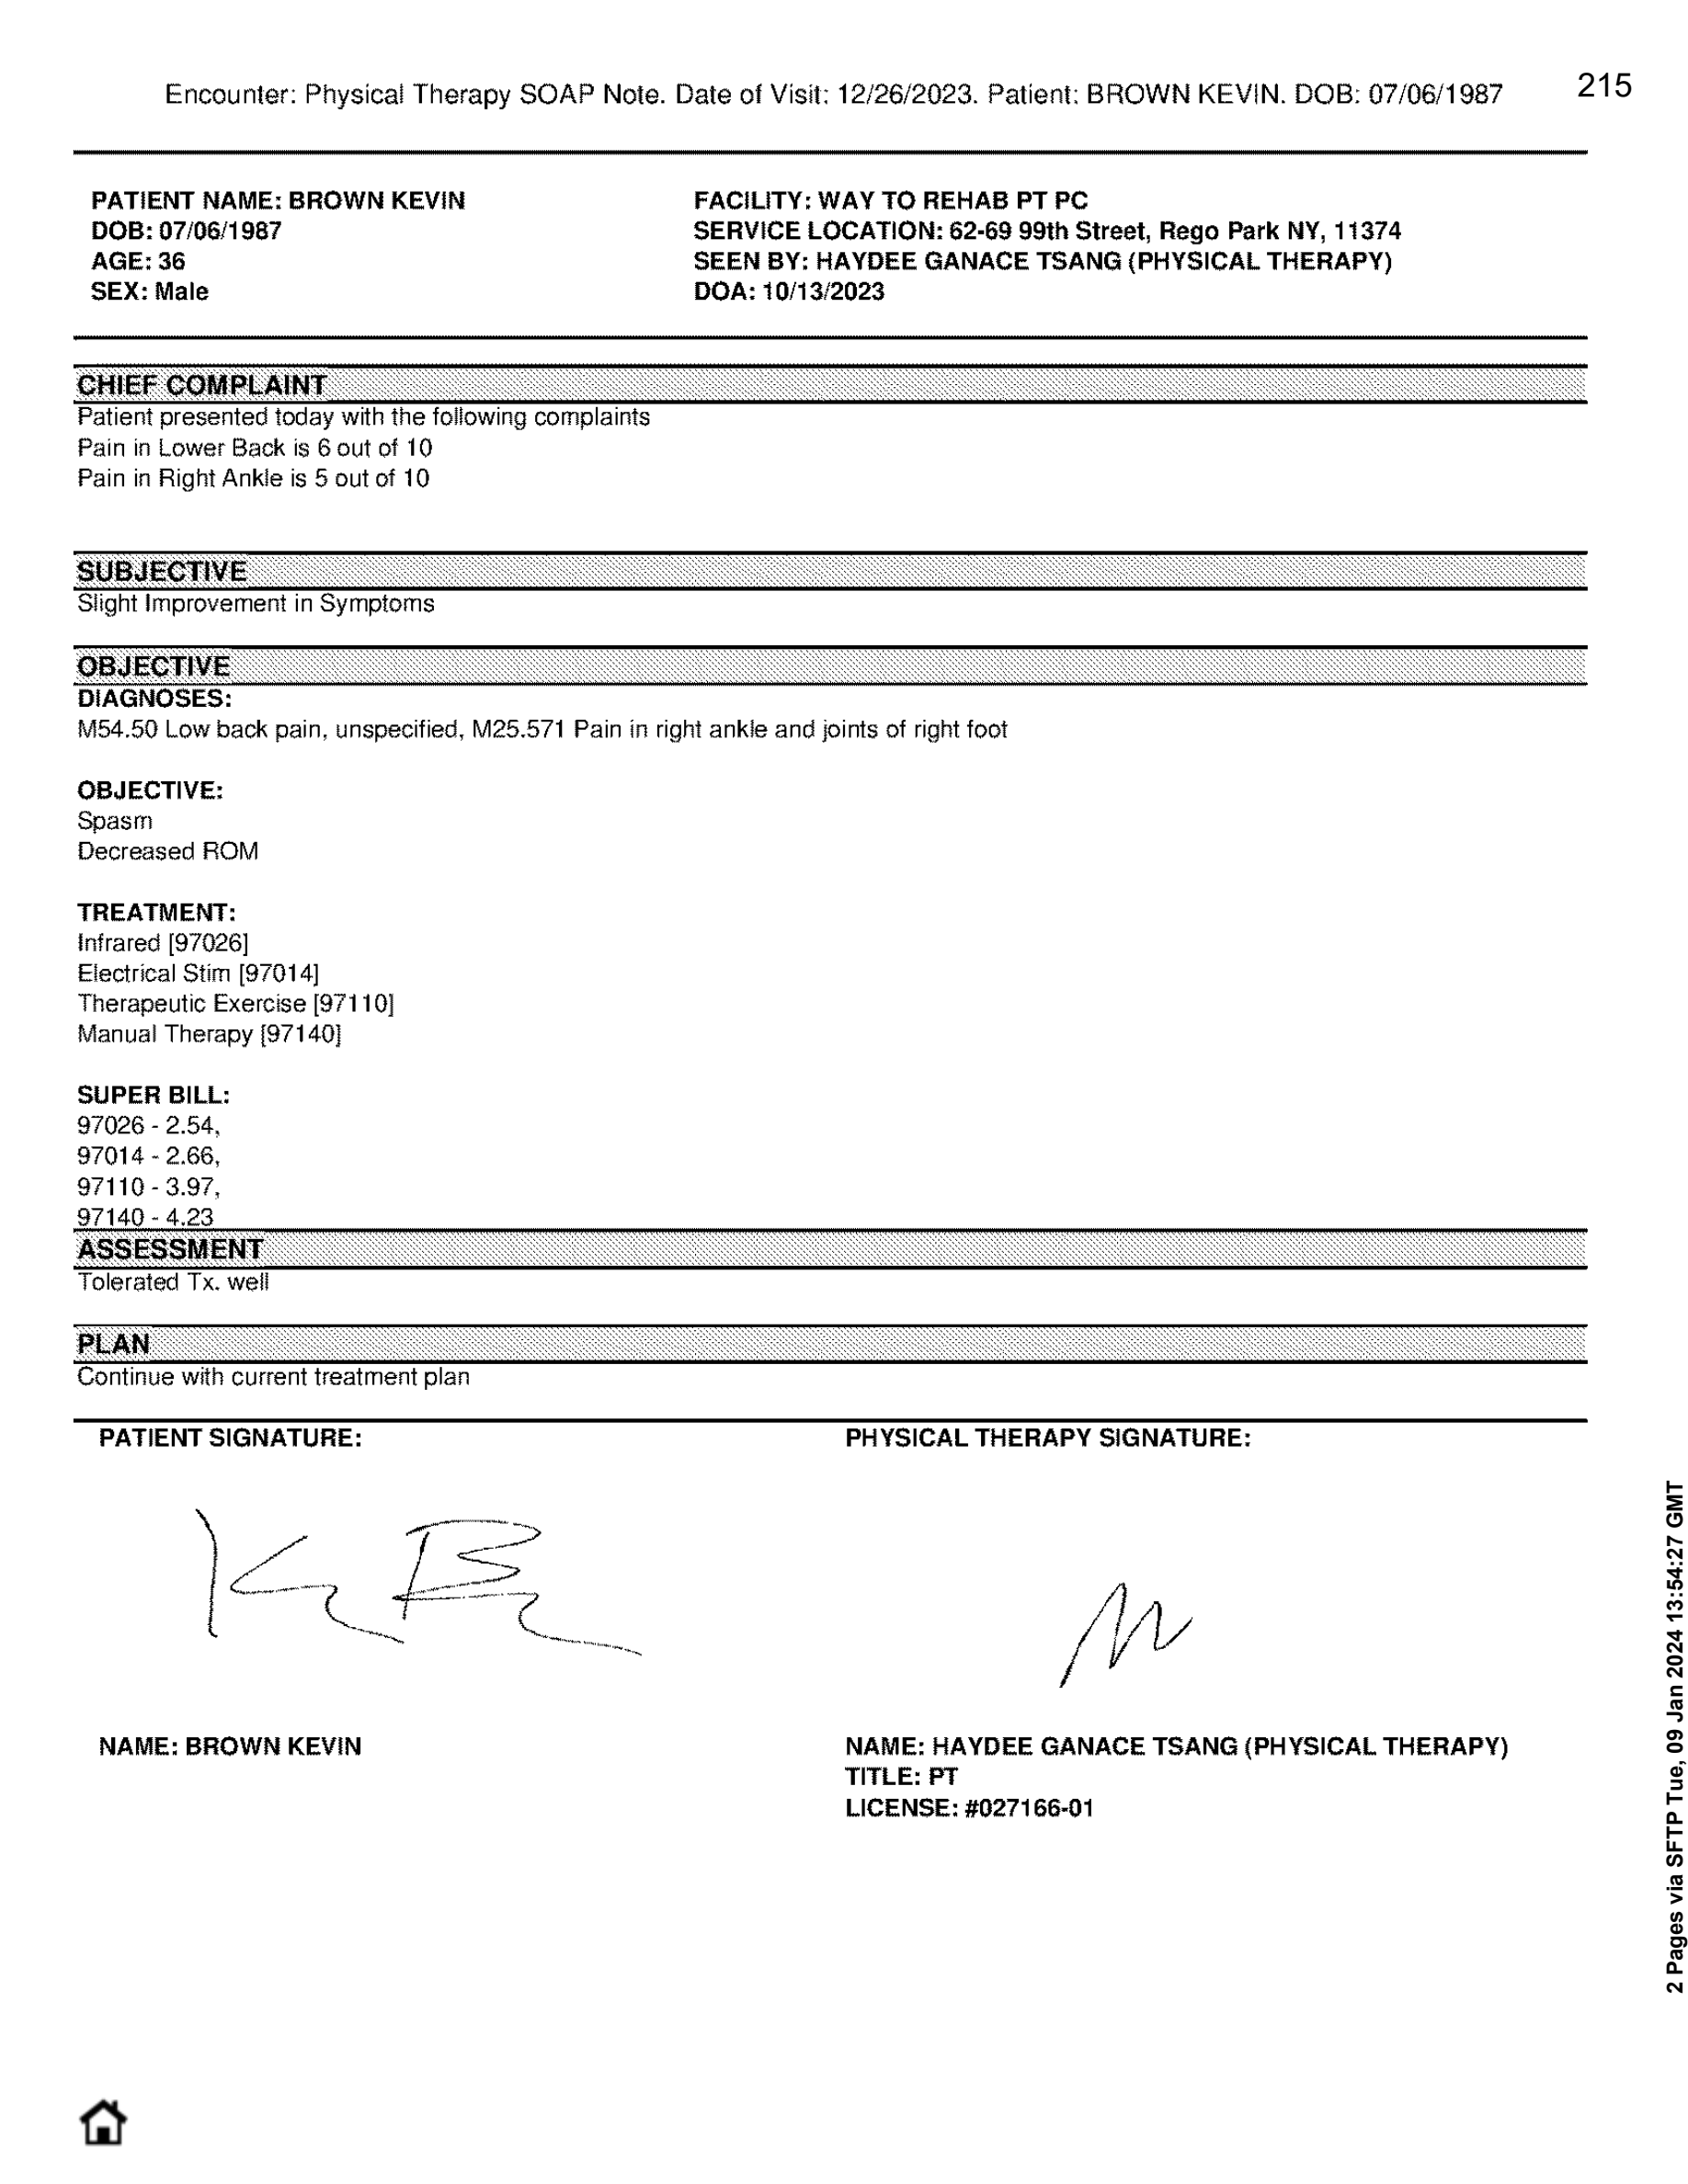 Encounter: Physical Therapy SOAP Note. Date of Visit: 12/26/2023. Patient: BROWN KEVIN. DOB: 07/06/1987
215
PATIENT NAME: BROWN KEVIN
DOB: 07/06/1987
AGE: 36
SEX: Male
FACILITY: WAY TO REHAB PT PC
SERVICE LOCATION: 62-69 99th Street, Rego Park NY, 11374
SEEN BY: HAYDEE GANACE TSANG (PHYSICAL THERAPY)
DOA: 10/13/2023
CHIEF COMPLAINT
Patient presented today with the following complaints
Pain in Lower Back is 6 out of 10
Pain in Right Ankle is 5 out of 10
SUBJECTIVE
Slight Improvement in Symptoms
OBJECTIVE
DIAGNOSES:
M54.50 Low back pain, unspecified, M25.571 Pain in right ankle and joints of right foot
OBJECTIVE:
Spasm
Decreased ROM
TREATMENT:
Infrared [97026]
Electrical Stim [97014]
Therapeutic Exercise [97110]
Manual Therapy [97140]
SUPER BILL:
97026 - 2.54,
97014 - 2.66,
97110 - 3.97,
97140 - 4.23
ASSESSMENT
Tolerated Tx. well
PLAN
Continue with current treatment plan
PATIENT SIGNATURE:
NAME: BROWN KEVIN
PHYSICAL THERAPY SIGNATURE:
NAME: HAYDEE GANACE TSANG (PHYSICAL THERAPY)
TITLE: PT
LICENSE: #027166-01
2 Pages via SFTP Tue, 09 Jan 2024 13:54:27 GMT